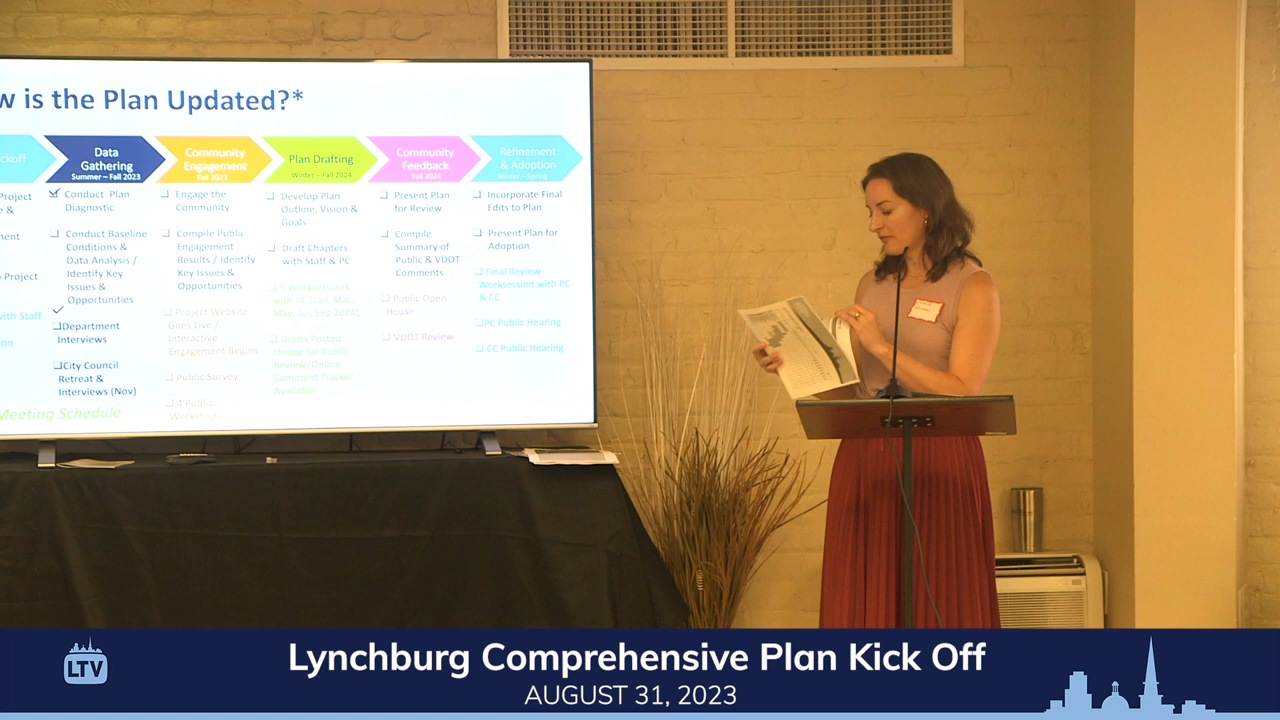 w is the Plan Updated?*
ckoff
Data
Gathering
Summer – Fall 2023
Community
Engagement
Fall 2023
Plan Drafting
Winter – Fall 2024
Community
Feedback
Fall 2024
Refinement
& Adoption
Winter – Spring
Project
e &
ment
Project
with Staff
on
Conduct Plan
Diagnostic
Conduct Baseline
Conditions &
Data Analysis /
Identify Key
Issues &
Opportunities
Department
Interviews
City Council
Retreat &
Interviews (Nov)
Engage the
Community
Compile Public
Engagement
Results / Identify
Key Issues &
Opportunities
Project Website
Goes Live /
Interactive
Engagement Begins
Public Survey
4 Public
Workshops
Develop Plan
Outline, Vision &
Goals
Draft Chapters
with Staff & PC
5 Worksessions
with PC (Jan, Mar,
May, Jul, Sep 2024)
Drafts Posted
Online for Public
Review/Online
Comment Tracker
Available
Present Plan
for Review
Compile
Summary of
Public & VDOT
Comments
Public Open
House
VDOT Review
Incorporate Final
Edits to Plan
Present Plan for
Adoption
Final Review
Worksession with PC
& CC
PC Public Hearing
CC Public Hearing
Meeting Schedule
LTV
Lynchburg Comprehensive Plan Kick Off
AUGUST 31, 2023